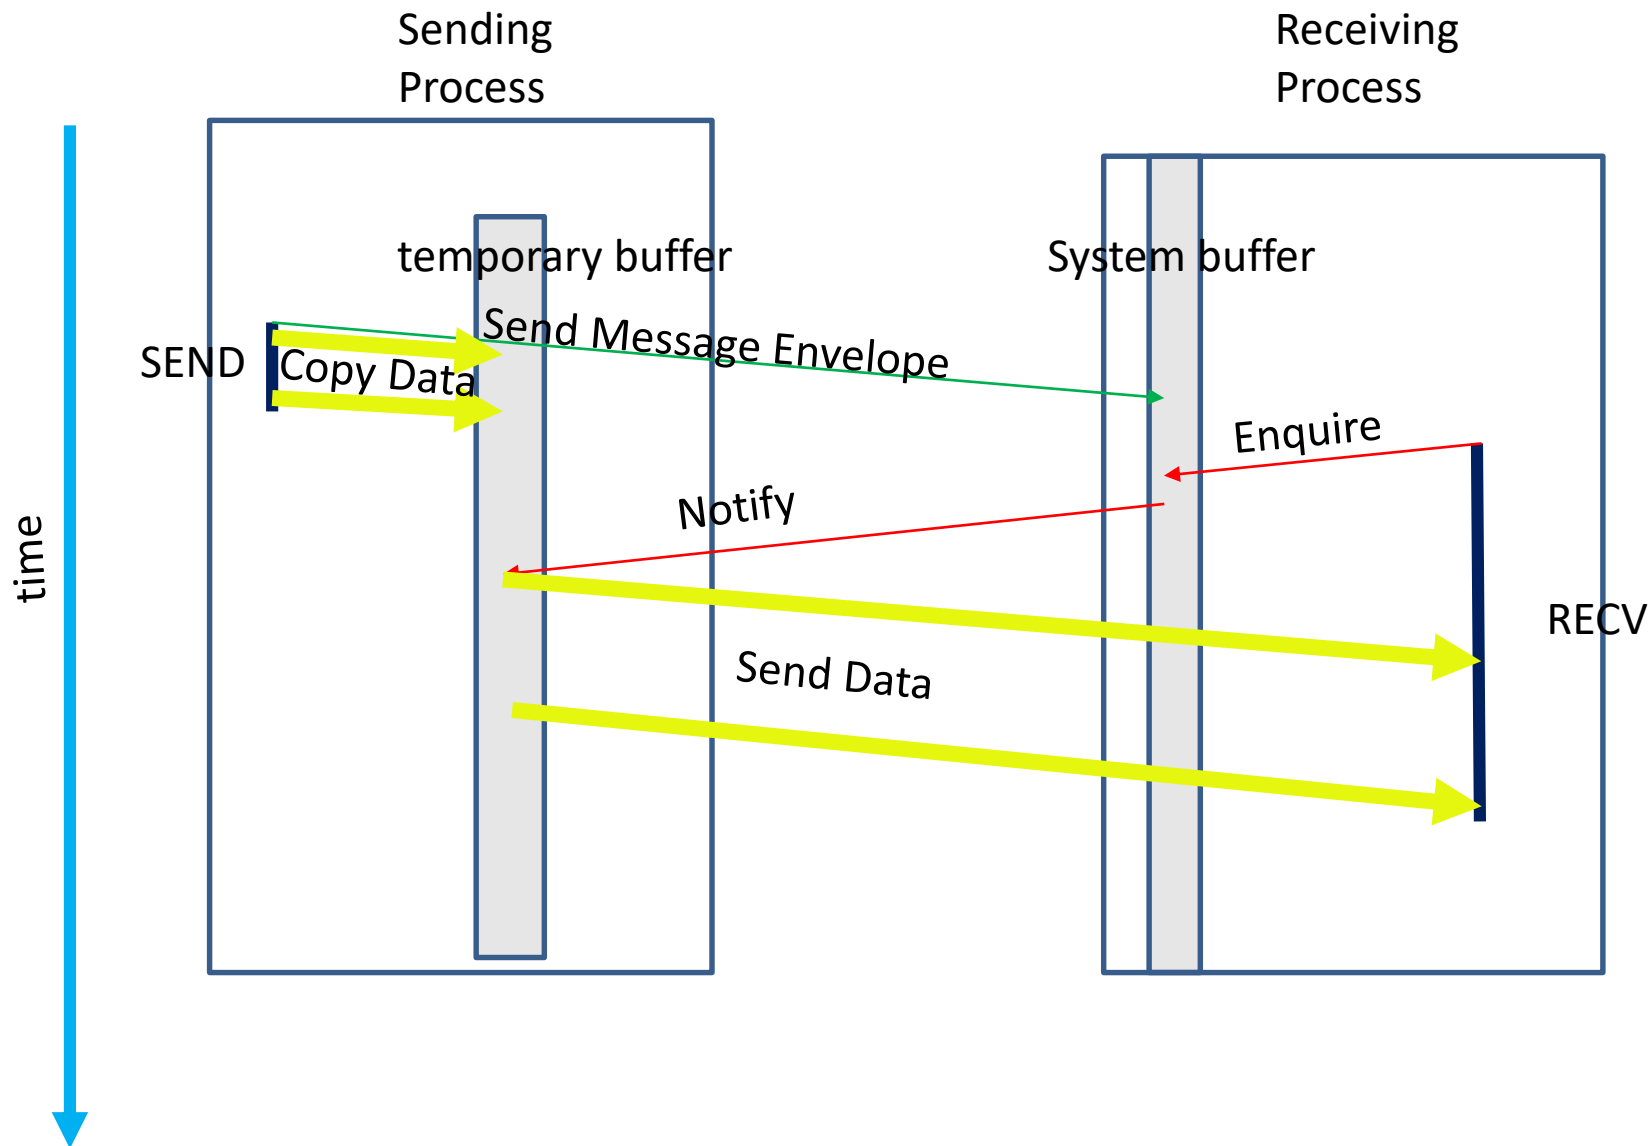 Sending
Process
Receiving
Process
temporary buffer
System buffer
Send Message Envelope
SEND
Copy Data
Enquire
Notify
time
RECV
Send Data